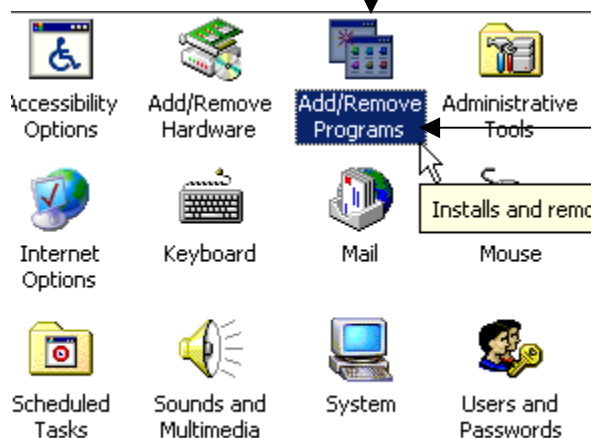 Accessibility Add/Remove Add/Remove Administrative
Options Hardware Programs Tools
Installs and remo
Internet Keyboard Mail Mouse
Options
Scheduled Sounds and System Users and
Tasks Multimedia Passwords